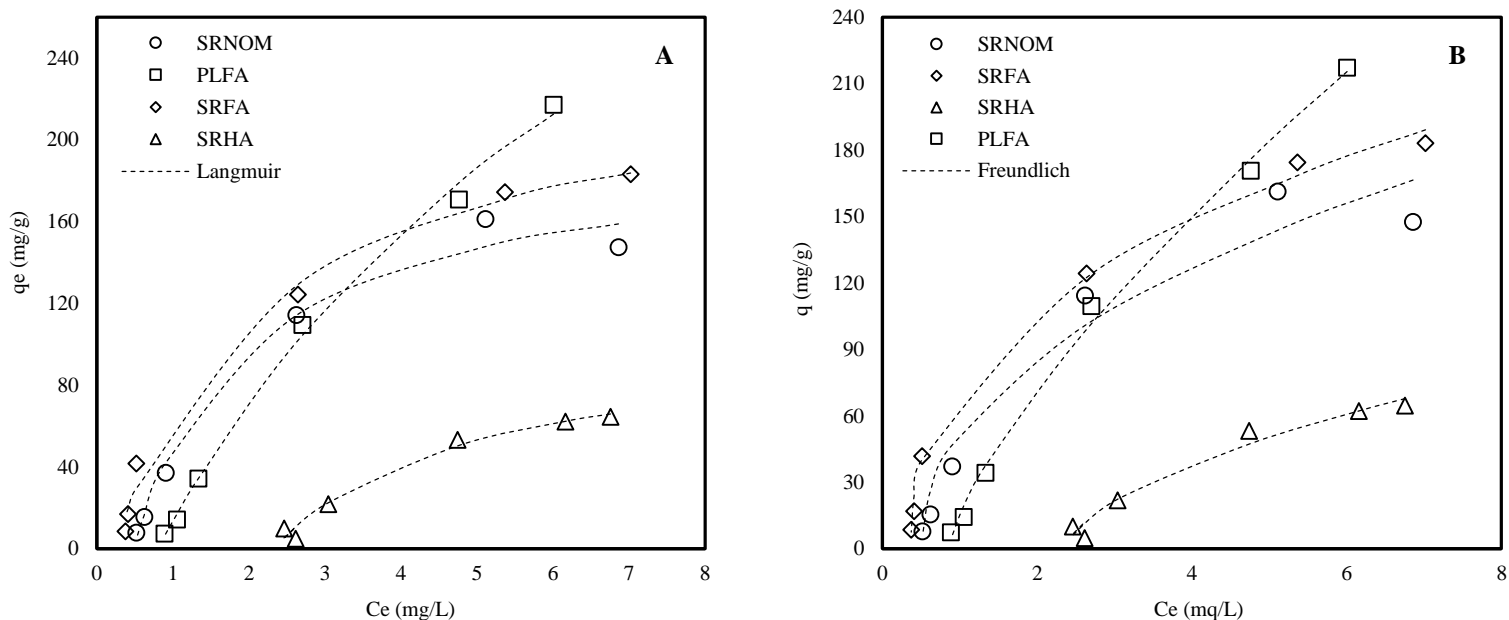 A
SRNOM
PLFA
SRFA
SRHA
Langmuir
240
200
160
120
80
40
0
qe (mg/g)
0 1 2 3 4 5 6 7 8
Ce (mg/L)
B
SRNOM
SRFA
SRHA
PLFA
Freundlich
240
210
180
150
120
90
60
30
0
q (mg/g)
0 2 4 6 8
Ce (mq/L)